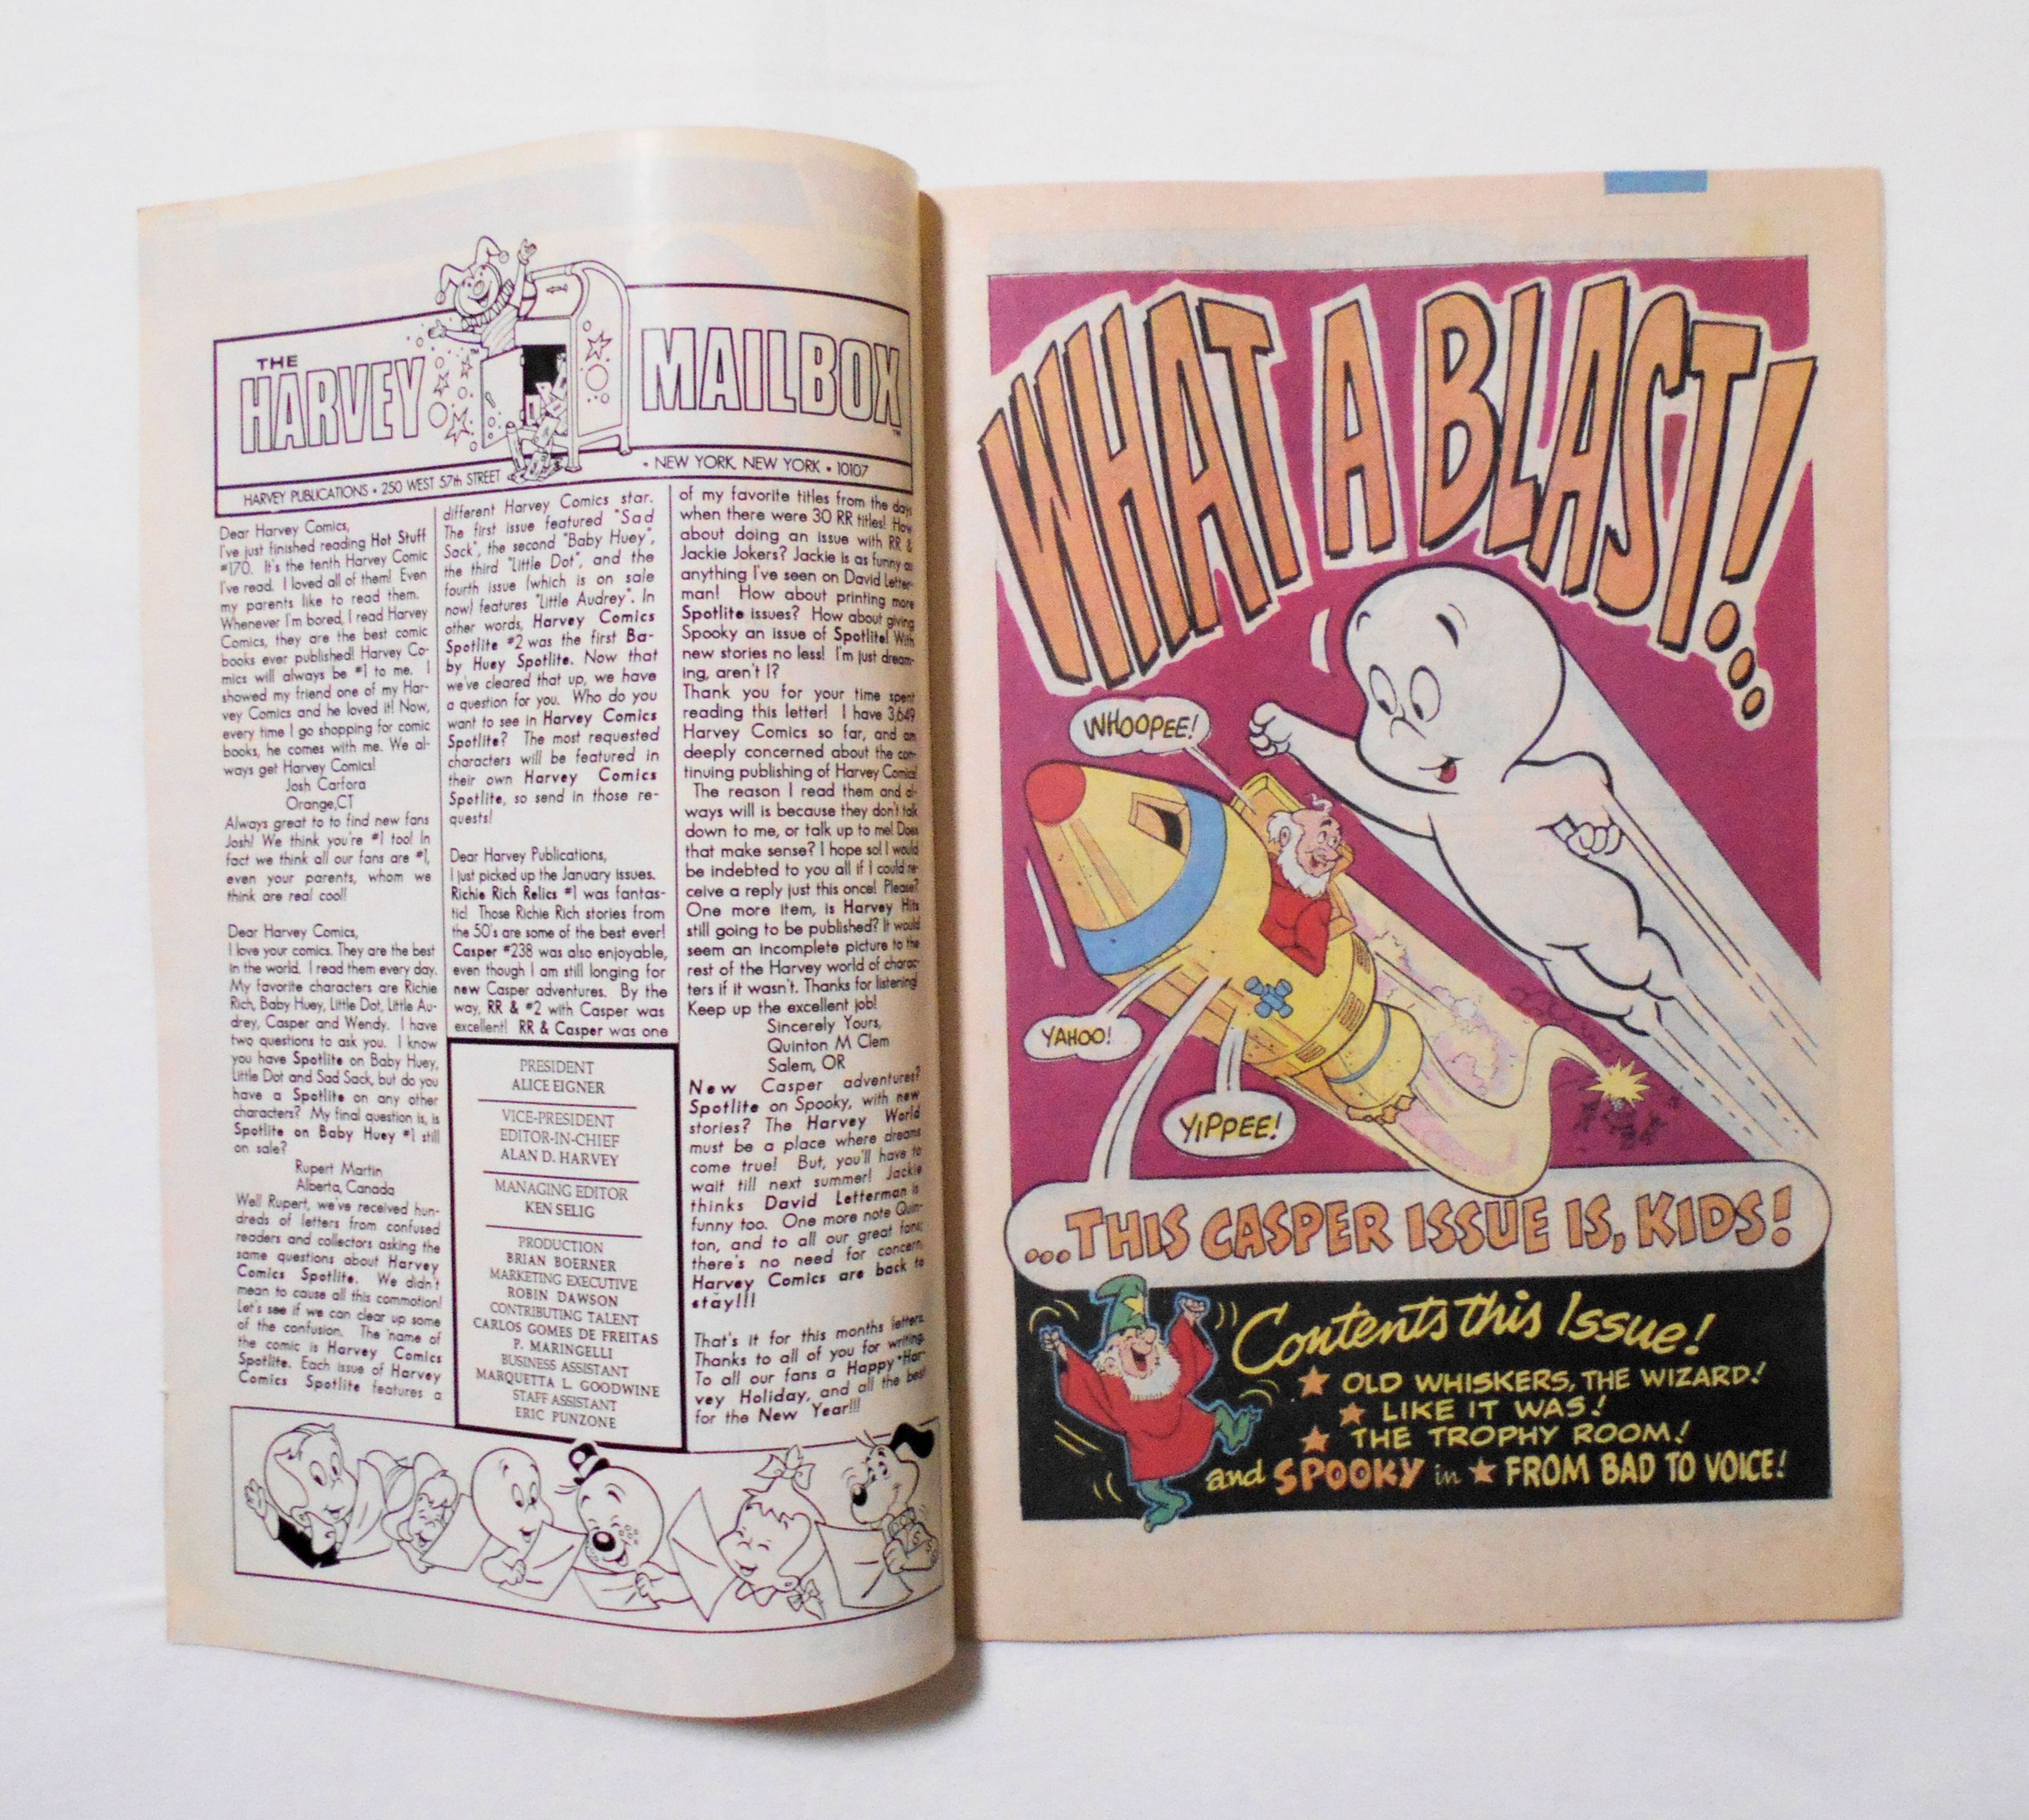 THE
HARVEY MAILBOX
HARVEY PUBLICATIONS • 250 WEST 57th STREET • NEW YORK, NEW YORK • 10107
Dear Harvey Comics,
I've just finished reading Hot Stuff
#170. It's the tenth Harvey Comic
I've read. I loved all of them! Even
my parents like to read them.
Whenever I'm bored, I read Harvey
Comics, they are the best comic
books ever published! Harvey Co-
mics will always be #1 to me. I
showed my friend one of my Har-
vey Comics and he loved it! Now,
every time I go shopping for comic
books, he comes with me. We al-
ways get Harvey Comics!
Josh Carfora
Orange,CT
Always great to to find new fans
Josh! We think you're #1 too! In
fact we think all our fans are #1,
even your parents, whom we
think are real cool!
Dear Harvey Comics,
I love your comics. They are the best
in the world. I read them every day.
My favorite characters are Richie
Rich, Baby Huey, Little Dot, Little Au-
drey, Casper and Wendy. I have
two questions to ask you. I know
you have Spotlite on Baby Huey,
Little Dot and Sad Sack, but do you
have a Spotlite on any other
characters? My final question is, is
Spotlite on Baby Huey #1 still
on sale?
Rupert Martin
Alberta, Canada
Well Rupert, we've received hun-
dreds of letters from confused
readers and collectors asking the
same questions about Harvey
Comics Spotlite. We didn't
mean to cause all this commotion!
Let's see if we can clear up some
of the confusion. The name of
the comic is Harvey Comics
Spotlite. Each issue of Harvey
Comics Spotlite features a
different Harvey Comics star.
The first issue featured "Sad
Sack", the second "Baby Huey",
the third "Little Dot", and the
fourth issue (which is on sale
now) features "Little Audrey". In
other words, Harvey Comics
Spotlite #2 was the first Ba-
by Huey Spotlite. Now that
we've cleared that up, we have
a question for you. Who do you
want to see in Harvey Comics
Spotlite? The most requested
characters will be featured in
their own Harvey Comics
Spotlite, so send in those re-
quests!
Dear Harvey Publications,
I just picked up the January issues.
Richie Rich Relics #1 was fantas-
tic! Those Richie Rich stories from
the 50's are some of the best ever!
Casper #238 was also enjoyable,
even though I am still longing for
new Casper adventures. By the
way, RR & #2 with Casper was
excellent! RR & Casper was one
PRESIDENT
ALICE EIGNER
VICE-PRESIDENT
EDITOR-IN-CHIEF
ALAN D. HARVEY
MANAGING EDITOR
KEN SELIG
PRODUCTION
BRIAN BOERNER
MARKETING EXECUTIVE
ROBIN DAWSON
CONTRIBUTING TALENT
CARLOS GOMES DE FREITAS
P. MARINGELLI
BUSINESS ASSISTANT
MARQUETTA L. GOODWINE
STAFF ASSISTANT
ERIC PUNZONE
of my favorite titles from the days
when there were 30 RR titles! How
about doing an issue with RR &
Jackie Jokers? Jackie is as funny as
anything I've seen on David Letter-
man! How about printing more
Spotlite issues? How about giving
Spooky an issue of Spotlite! With
new stories no less! I'm just dream-
ing, aren't I?
Thank you for your time spent
reading this letter! I have 3,649
Harvey Comics so far, and am
deeply concerned about the con-
tinuing publishing of Harvey Comics!
The reason I read them and al-
ways will is because they don't talk
down to me, or talk up to me! Does
that make sense? I hope so! I would
be indebted to you all if I could re-
ceive a reply just this once! Please?
One more item, is Harvey Hits
still going to be published? It would
seem an incomplete picture to the
rest of the Harvey world of charac-
ters if it wasn't. Thanks for listening!
Keep up the excellent job!
Sincerely Yours,
Quinton M Clem
Salem, OR
New Casper adventures?
Spotlite on Spooky, with new
stories? The Harvey World
must be a place where dreams
come true! But, you'll have to
wait till next summer! Jackie
thinks David Letterman is
funny too. One more note Quin-
ton, and to all our great fans;
there's no need for concern,
Harvey Comics are back to
stay!!!
That's it for this months letters.
Thanks to all of you for writing.
To all our fans a Happy Har-
vey Holiday, and all the best
for the New Year!!!
WHAT A BLAST!...
WHOOPEE!
YAHOO!
YIPPEE!
...THIS CASPER ISSUE IS, KIDS!
Contents this Issue!
★ OLD WHISKERS, THE WIZARD!
★ LIKE IT WAS!
★ THE TROPHY ROOM!
and SPOOKY in ★ FROM BAD TO VOICE!